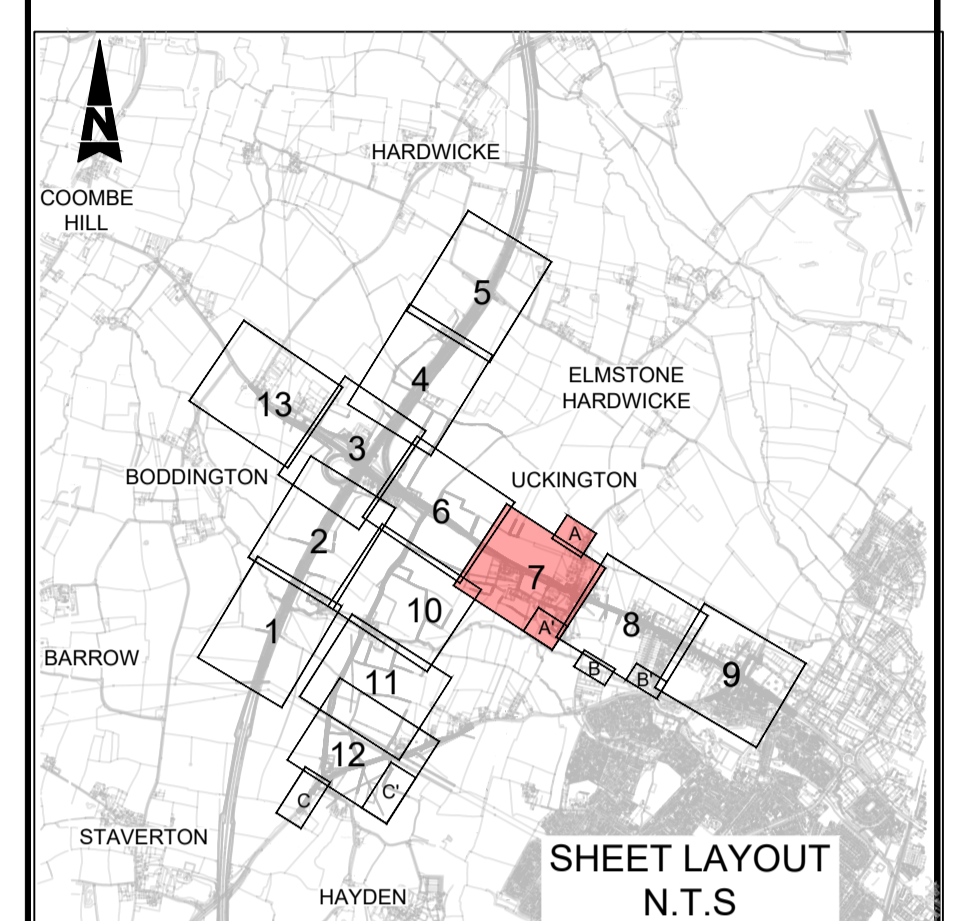 N
HARDWICKE
COOMBE
HILL
5
4
ELMSTONE
HARDWICKE
13
3
BODDINGTON
UCKINGTON
6
2
A
7
10
8
A'
1
BARROW
B
9
B'
11
12
C'
C
STAVERTON
SHEET LAYOUT
N.T.S
HAYDEN